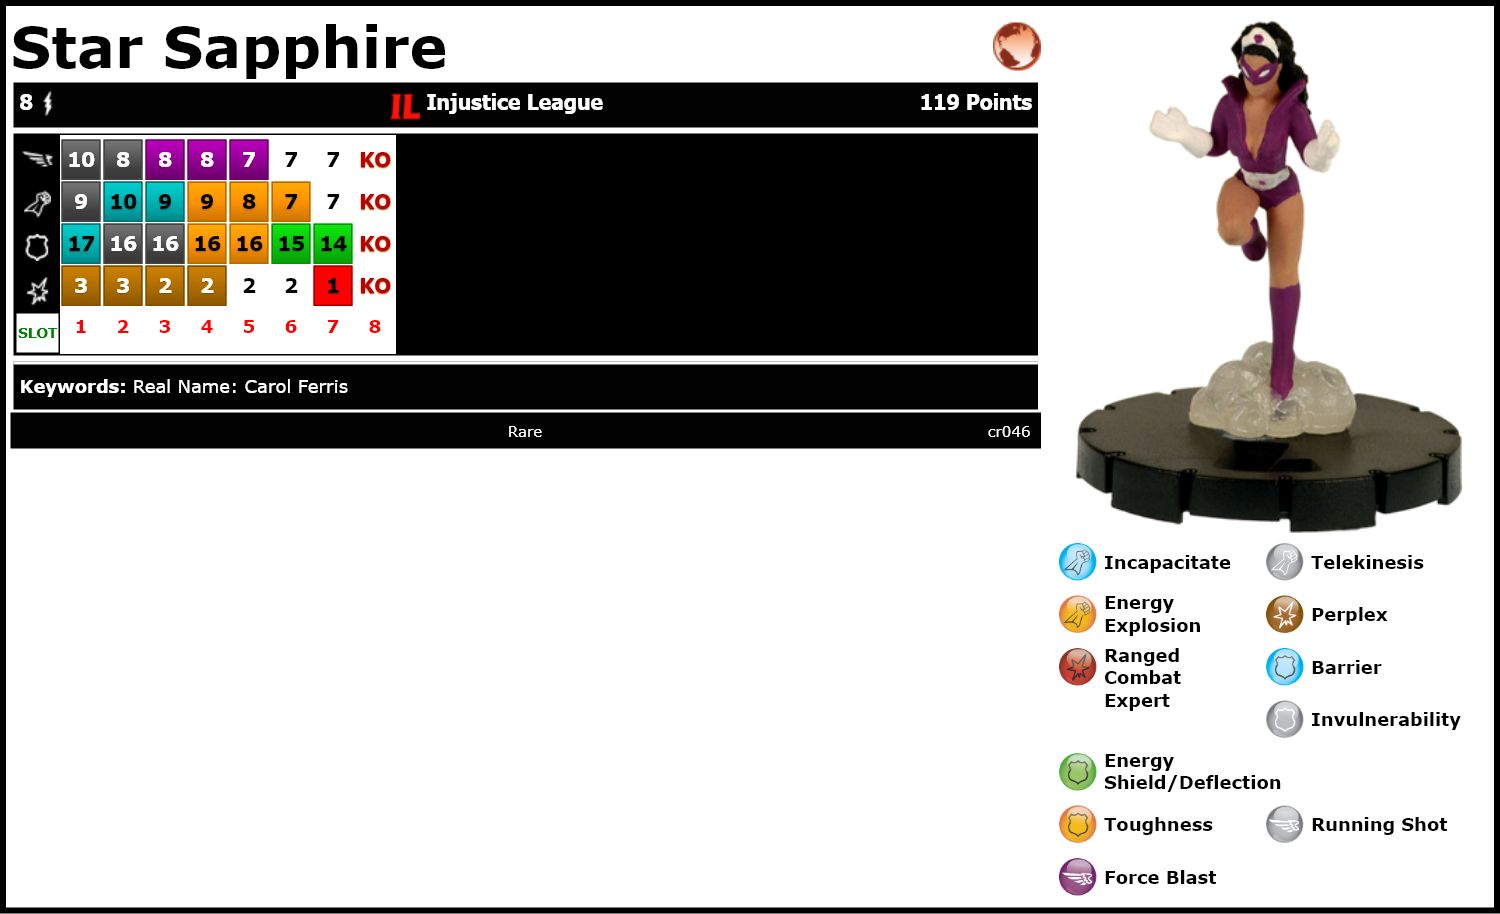 Star Sapphire
8 IL Injustice League 119 Points
10 8 8 8 7 7 7 KO
9 10 9 9 8 7 7 KO
17 16 16 16 16 15 14 KO
3 3 2 2 2 2 1 KO
SLOT 1 2 3 4 5 6 7 8
Keywords: Real Name: Carol Ferris
Rare cr046
Incapacitate Telekinesis
Energy
Explosion
Perplex
Ranged
Combat
Expert
Barrier
Invulnerability
Energy
Shield/Deflection
Toughness Running Shot
Force Blast